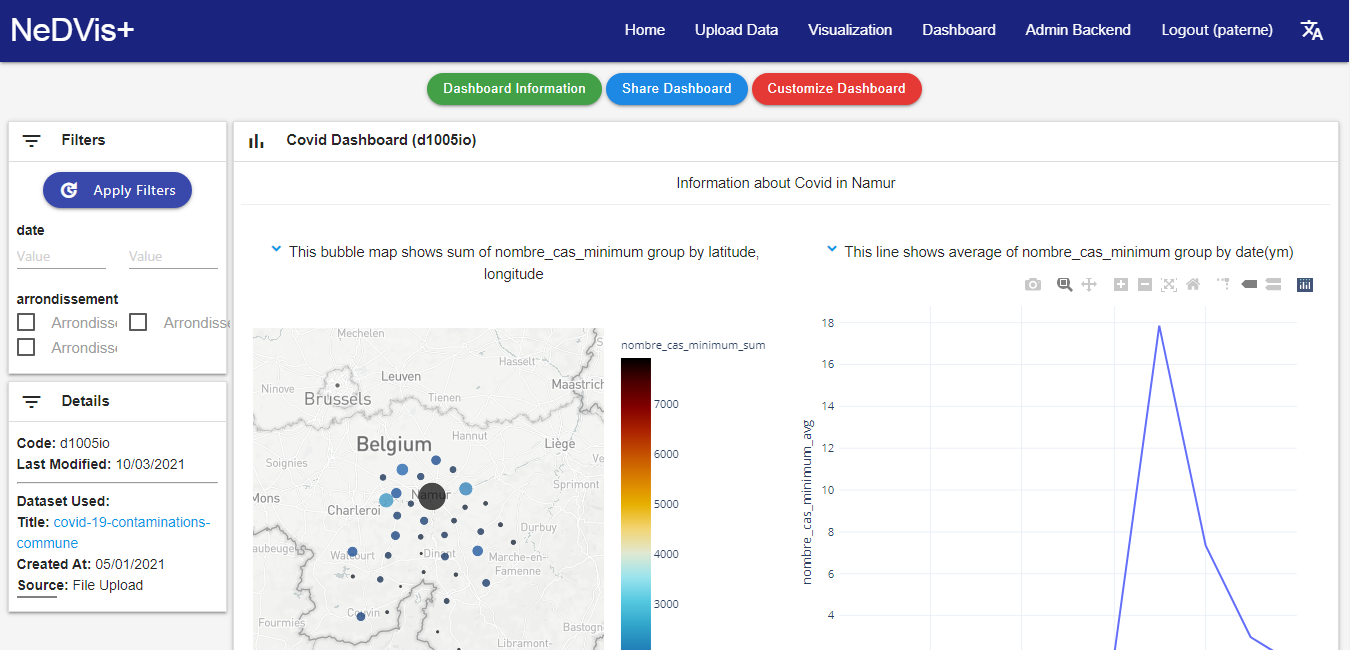 NeDVis+
Home Upload Data Visualization Dashboard Admin Backend Logout (paterne)
Dashboard Information Share Dashboard Customize Dashboard
Filters
Apply Filters
date
Value Value
arrondissement
Arrondisse Arrondisse
Arrondisse
Details
Code: d1005io
Last Modified: 10/03/2021
Dataset Used:
Title: covid-19-contaminations-
commune
Created At: 05/01/2021
Source: File Upload
Covid Dashboard (d1005io)
Information about Covid in Namur
This bubble map shows sum of nombre_cas_minimum group by latitude,
longitude
Mechelen
Hasselt
Leuven
Maastrich
Ninove
Brussels
Tienen
Belgium
Hannut
Liège
Soignies
Ve
Sprimont
Mons
Namur
Charleroi
Durbuy
aubeuge
Walcourt
Dinant
Marche-en-
Famenne
Couvin
Fourmies
Bastogn
Libramont-
nombre_cas_minimum_sum
7000
6000
5000
4000
3000
This line shows average of nombre_cas_minimum group by date(ym)
nombre_cas_minimum_avg
18
16
14
12
10
8
6
4